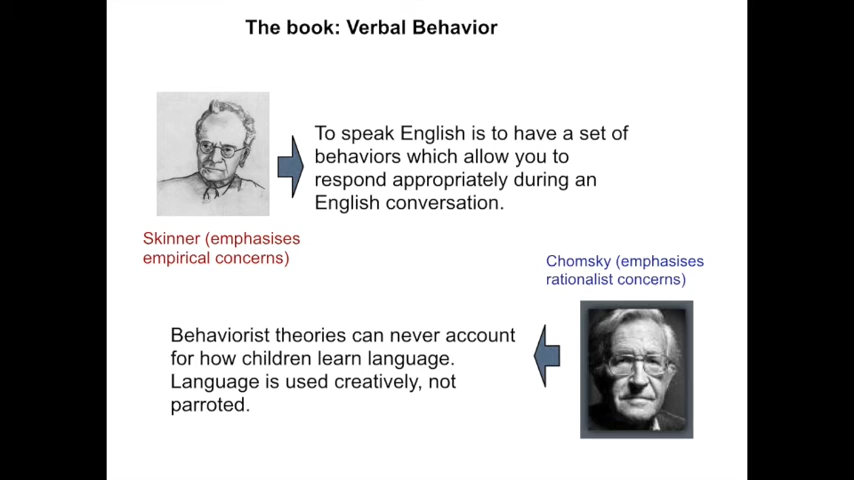 The book: Verbal Behavior
To speak English is to have a set of
behaviors which allow you to
respond appropriately during an
English conversation.
Skinner (emphasises
empirical concerns)
Chomsky (emphasises
rationalist concerns)
Behaviorist theories can never account
for how children learn language.
Language is used creatively, not
parroted.